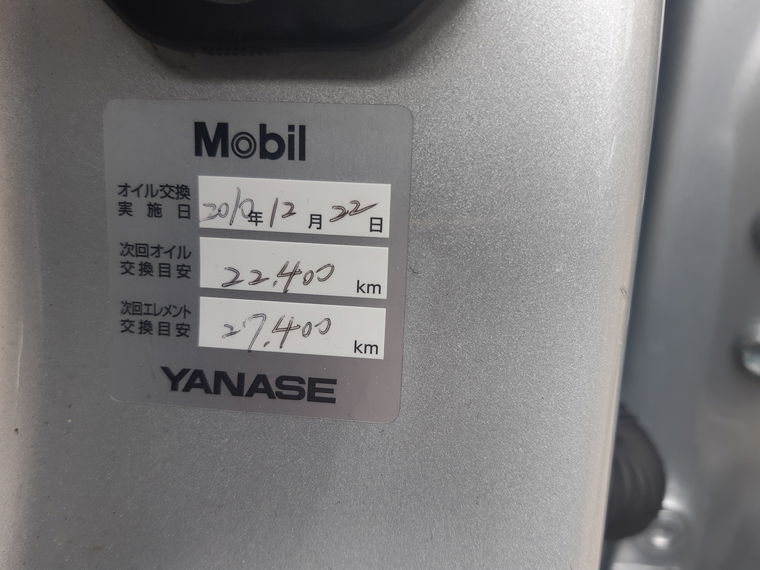 Mobil
オイル交換
実施日 2010年12月22日
次回オイル
交換目安 22,400 km
次回エレメント
交換目安 27,400 km
YANASE